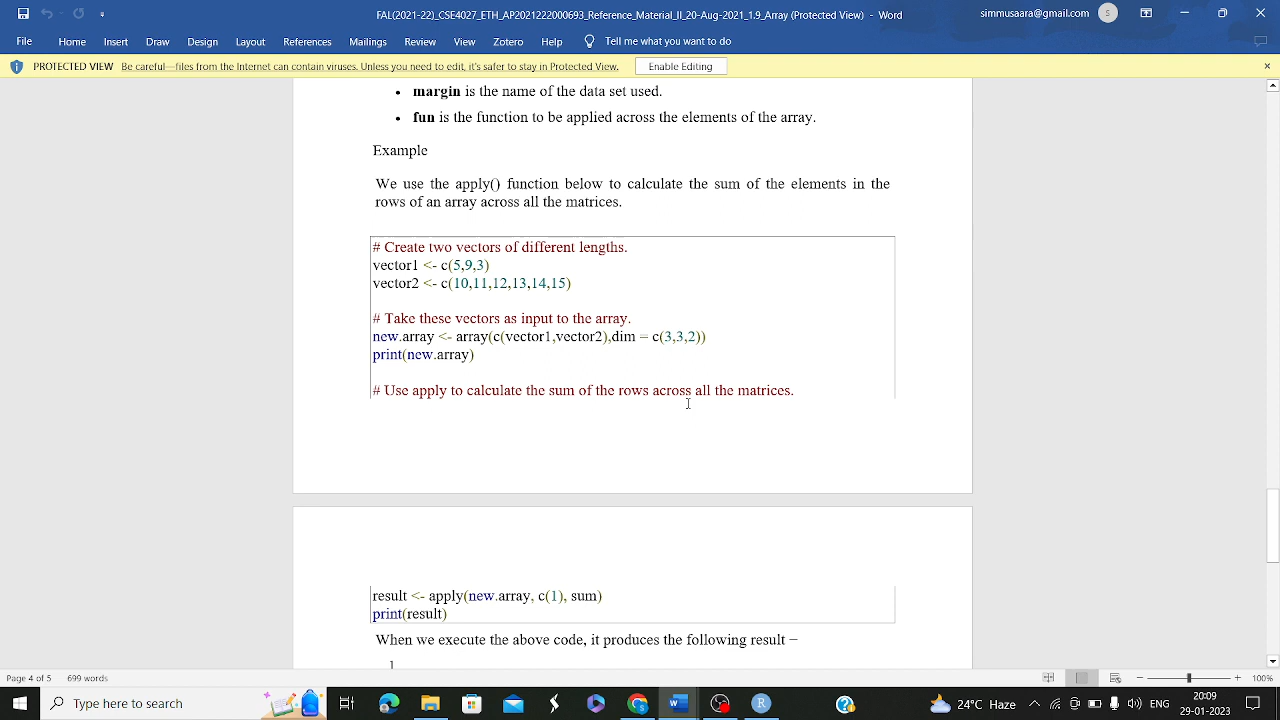 FAL(2021-22)_CSE4027_ETH_AP2021222000693_Reference_Material_II_20-Aug-2021_1.9_Array (Protected View) - Word
simmusaara@gmail.com
S
File Home Insert Draw Design Layout References Mailings Review View Zotero Help Tell me what you want to do
PROTECTED VIEW Be careful—files from the Internet can contain viruses. Unless you need to edit, it's safer to stay in Protected View. Enable Editing
• margin is the name of the data set used.
• fun is the function to be applied across the elements of the array.
Example
We use the apply() function below to calculate the sum of the elements in the
rows of an array across all the matrices.
# Create two vectors of different lengths.
vector1 <- c(5,9,3)
vector2 <- c(10,11,12,13,14,15)
# Take these vectors as input to the array.
new.array <- array(c(vector1,vector2),dim = c(3,3,2))
print(new.array)
# Use apply to calculate the sum of the rows across all the matrices.
result <- apply(new.array, c(1), sum)
print(result)
When we execute the above code, it produces the following result −
Page 4 of 5 699 words
100%
Type here to search
24°C Haze
ENG
20:09
29-01-2023